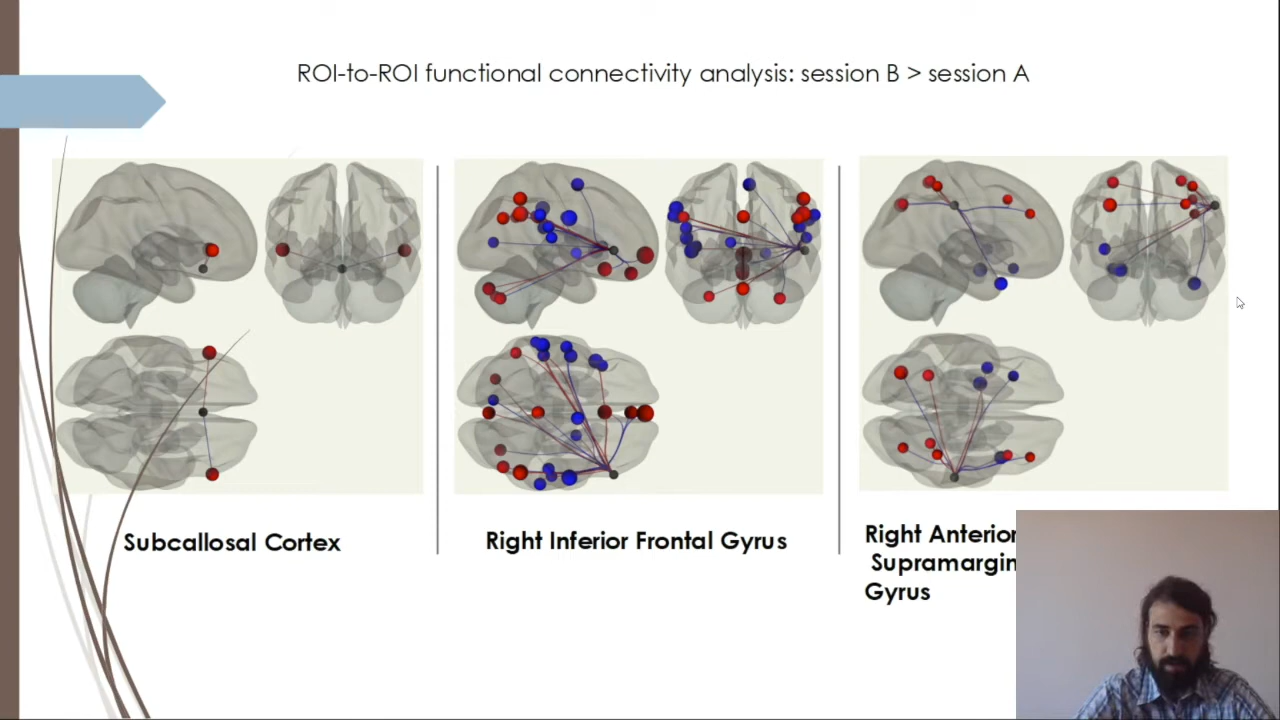 ROI-to-ROI functional connectivity analysis: session B > session A
Subcallosal Cortex
Right Inferior Frontal Gyrus
Right Anterior
Supramargin
Gyrus